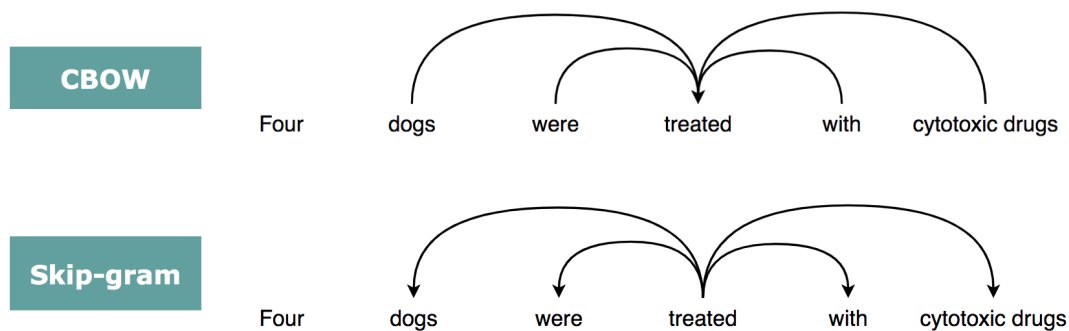 CBOW
Four dogs were treated with cytotoxic drugs
Skip-gram
Four dogs were treated with cytotoxic drugs